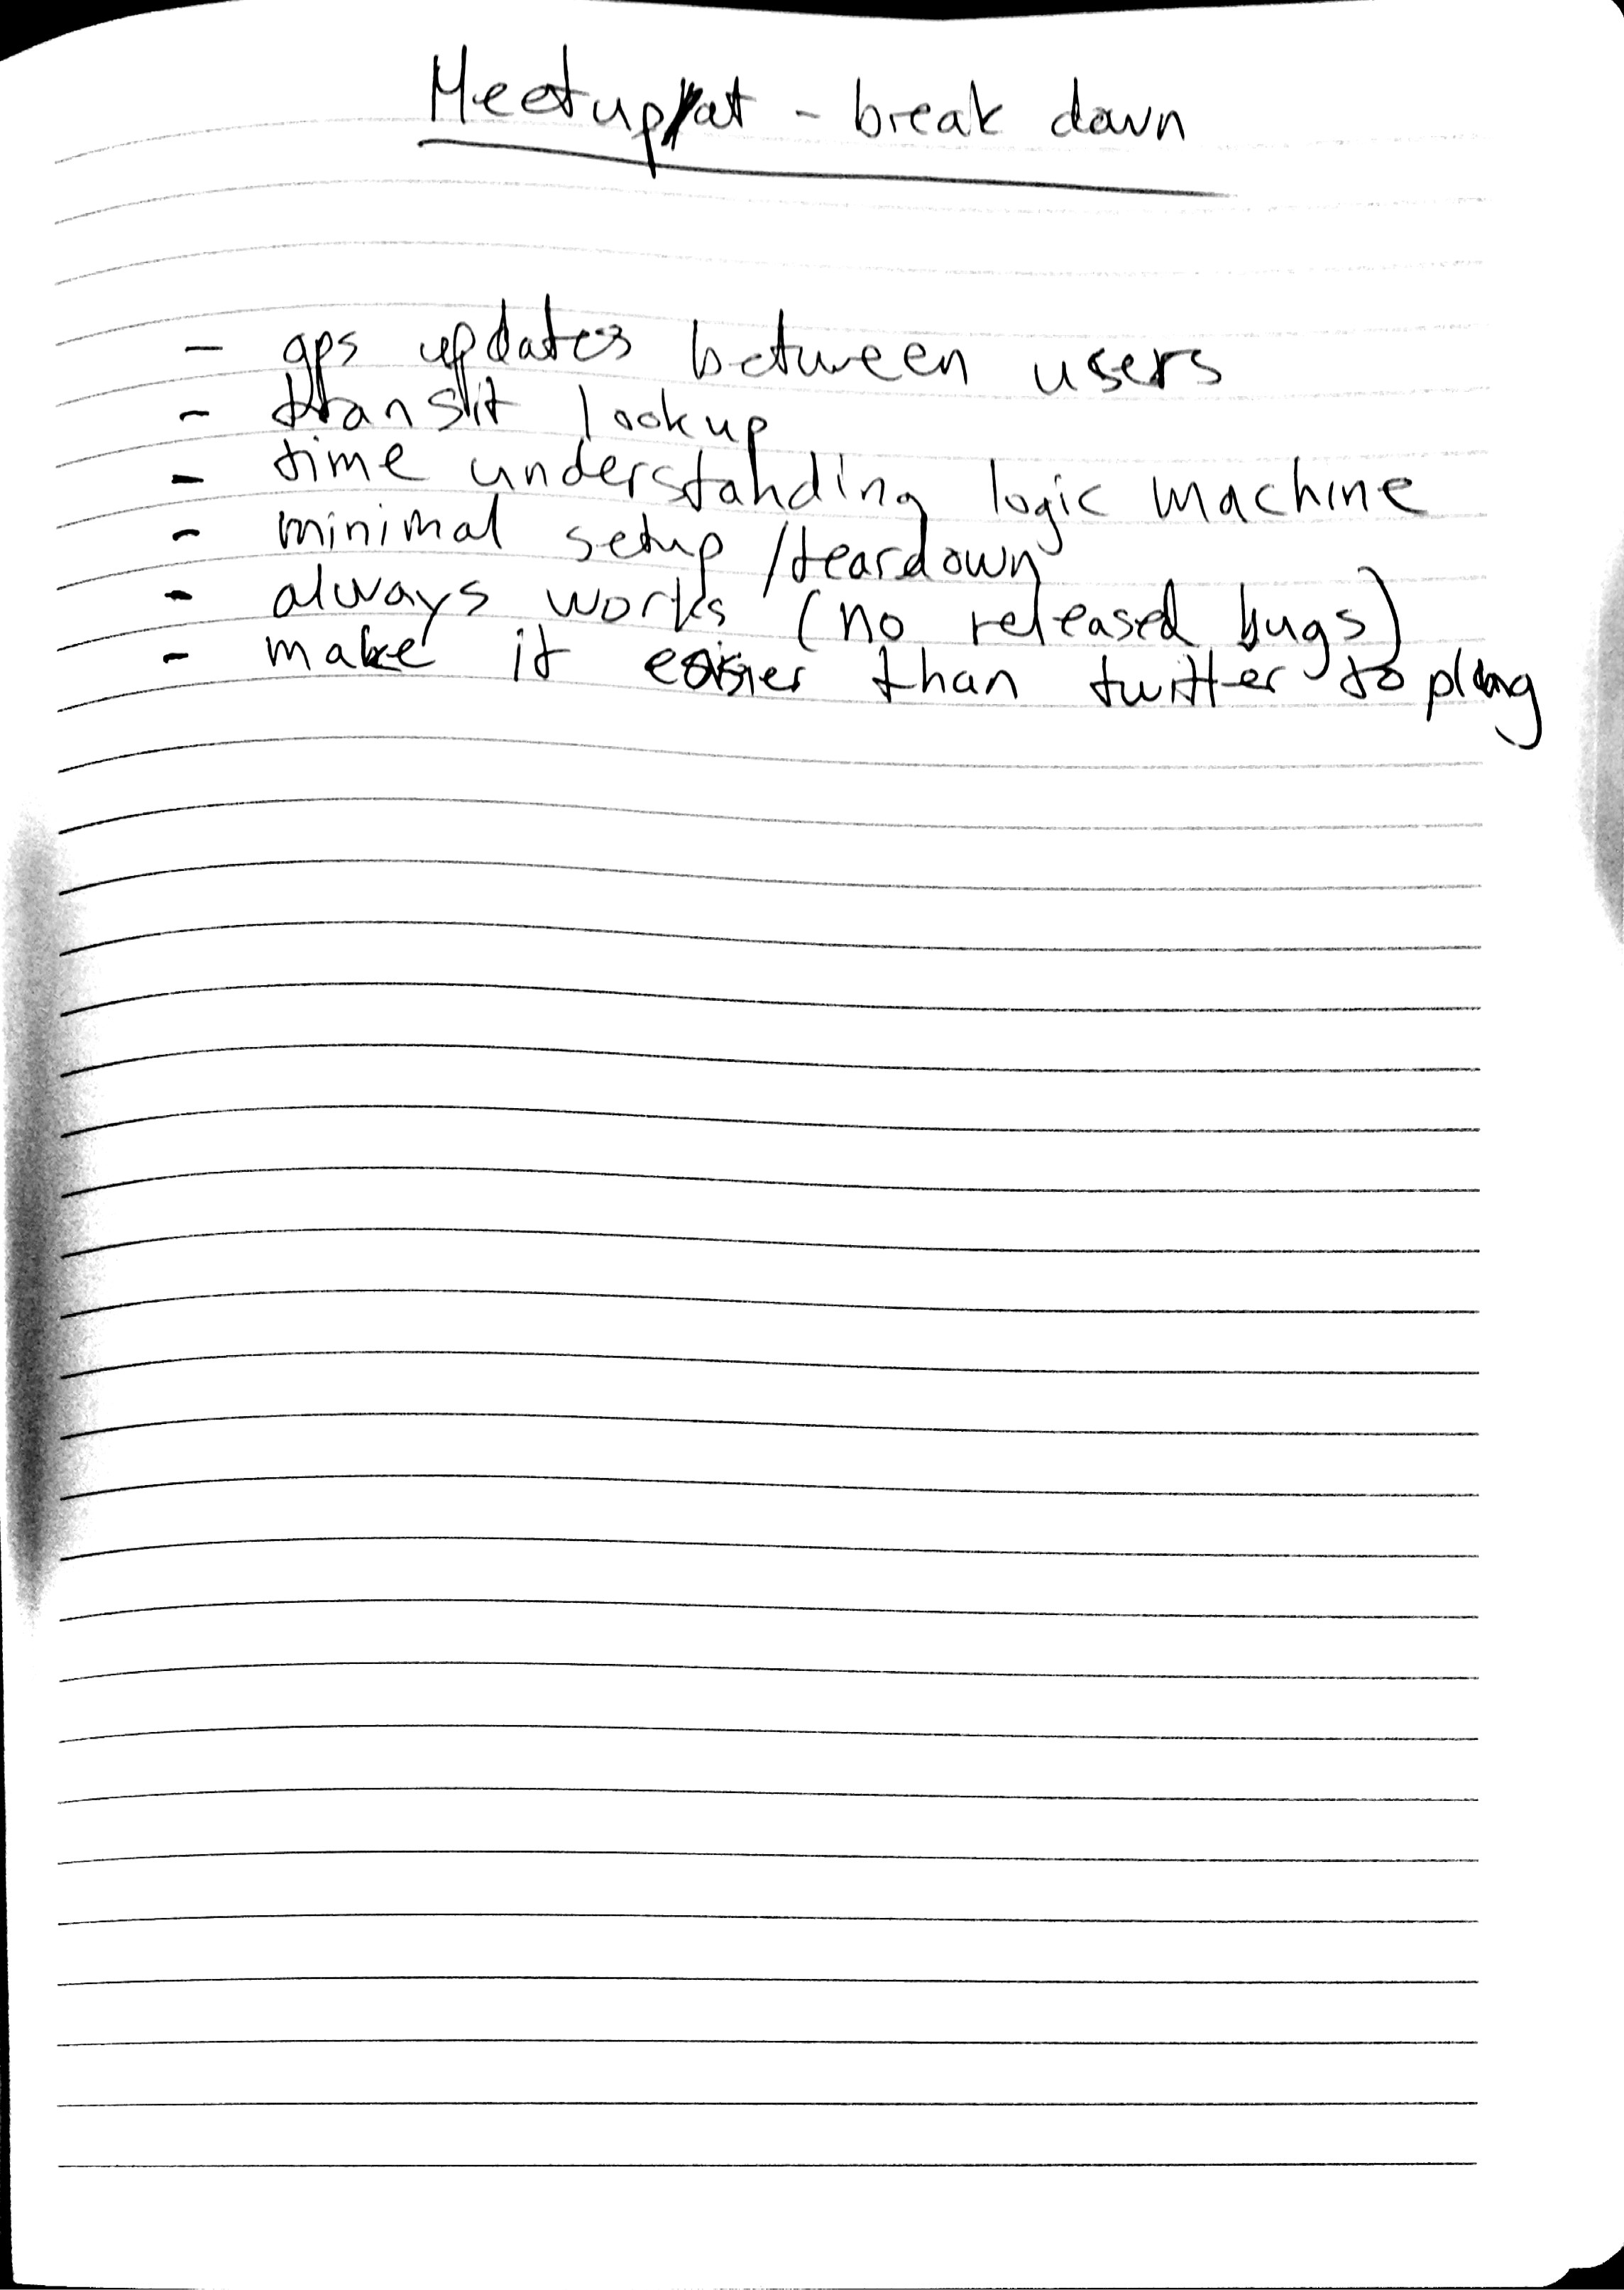 Meetup at - break down
- gps updates between users
- transit lookup
- time understanding logic machine
- minimal setup / teardown
- always works (no released bugs)
- make it easier than twitter to